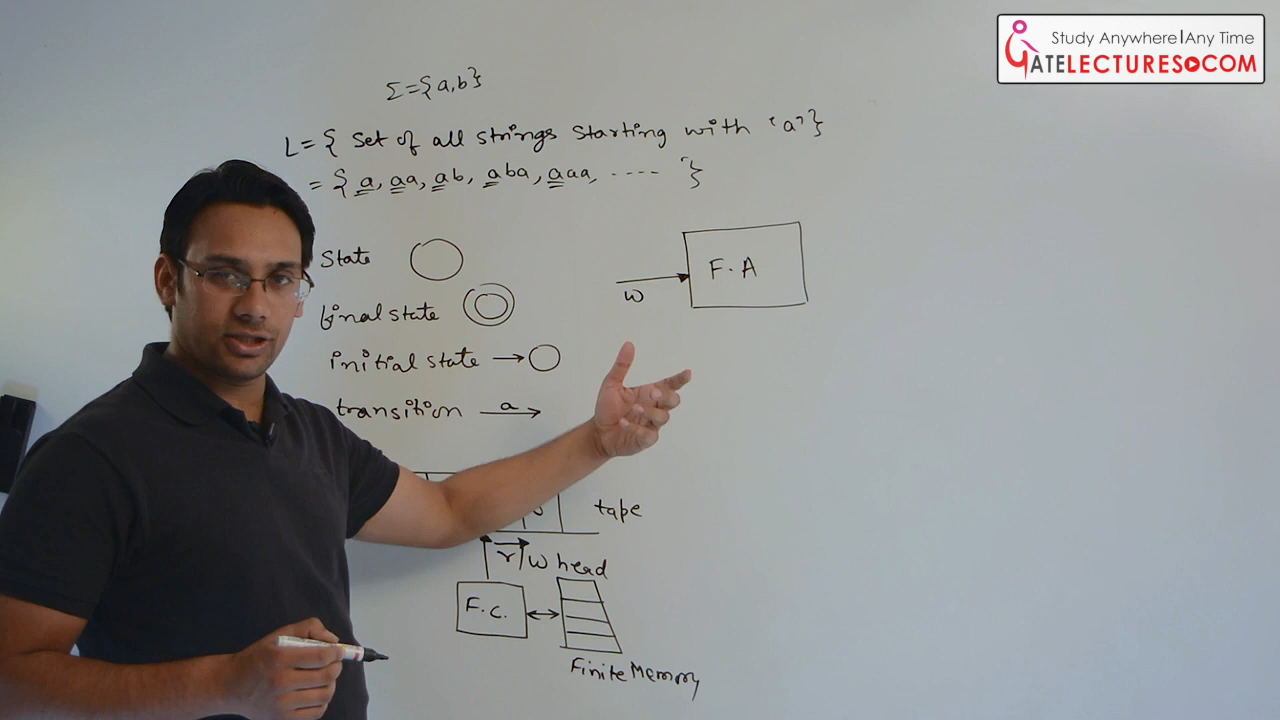 Study Anywhere|Any Time
GATELECTURES.COM
Σ={a,b}
L={ Set of all strings starting with 'a'}
= { a, aa, ab, aba, aaa, ..... }
State
final state
initial state
transition a
F.A
w
tape
r/w head
F.C.
Finite Memory